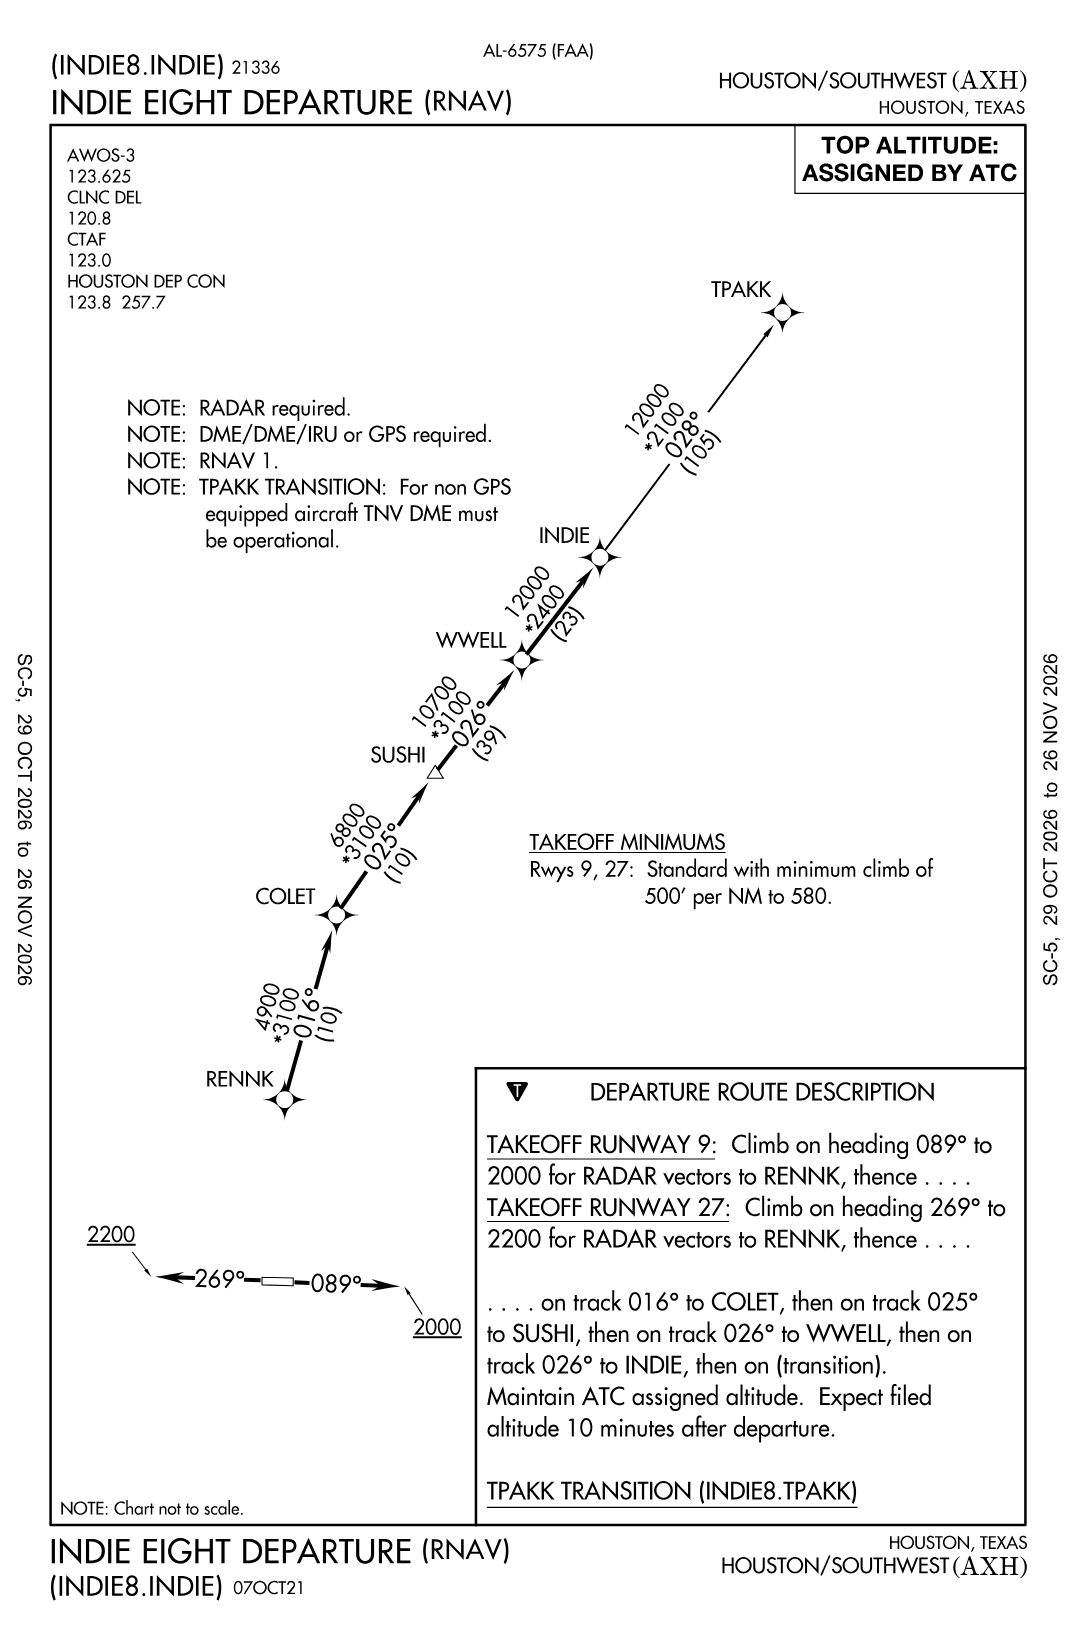 AL-6575 (FAA)
(INDIE8.INDIE) 21336
INDIE EIGHT DEPARTURE (RNAV)
HOUSTON/SOUTHWEST (AXH)
HOUSTON, TEXAS
TOP ALTITUDE:
ASSIGNED BY ATC
AWOS-3
123.625
CLNC DEL
120.8
CTAF
123.0
HOUSTON DEP CON
123.8 257.7
TPAKK
12000
*2100
028°
(105)
NOTE: RADAR required.
NOTE: DME/DME/IRU or GPS required.
NOTE: RNAV 1.
NOTE: TPAKK TRANSITION: For non GPS
equipped aircraft TNV DME must
be operational.
INDIE
12000
*2400
(23)
WWELL
10700
*3100
026°
(39)
SUSHI
6800
*3100
025°
(10)
COLET
4900
*3100
016°
(10)
RENNK
TAKEOFF MINIMUMS
Rwys 9, 27: Standard with minimum climb of
500' per NM to 580.
SC-5, 29 OCT 2026 to 26 NOV 2026
SC-5, 29 OCT 2026 to 26 NOV 2026
2200
269°
089°
2000
T
DEPARTURE ROUTE DESCRIPTION
TAKEOFF RUNWAY 9: Climb on heading 089° to
2000 for RADAR vectors to RENNK, thence . . . .
TAKEOFF RUNWAY 27: Climb on heading 269° to
2200 for RADAR vectors to RENNK, thence . . . .
. . . . on track 016° to COLET, then on track 025°
to SUSHI, then on track 026° to WWELL, then on
track 026° to INDIE, then on (transition).
Maintain ATC assigned altitude. Expect filed
altitude 10 minutes after departure.
TPAKK TRANSITION (INDIE8.TPAKK)
NOTE: Chart not to scale.
INDIE EIGHT DEPARTURE (RNAV)
(INDIE8.INDIE) 07OCT21
HOUSTON, TEXAS
HOUSTON/SOUTHWEST (AXH)